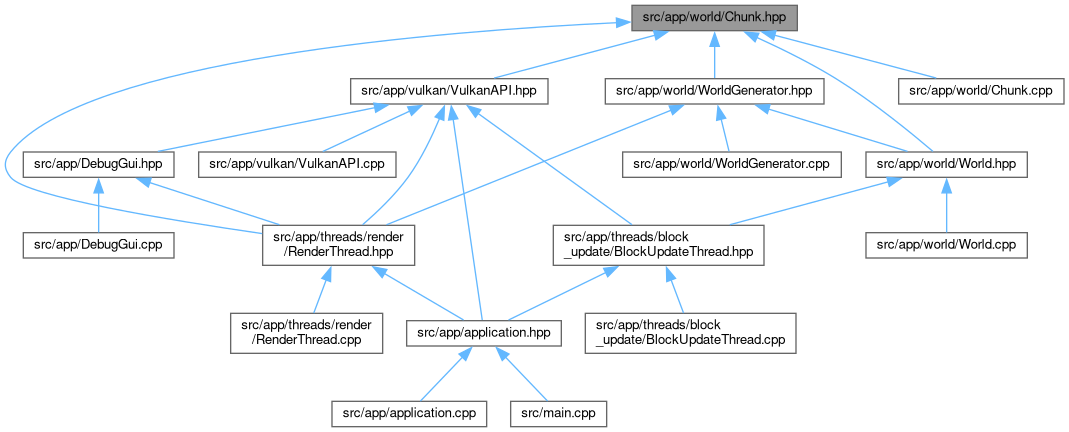 src/app/world/Chunk.hpp
src/app/vulkan/VulkanAPI.hpp
src/app/world/WorldGenerator.hpp
src/app/world/Chunk.cpp
src/app/DebugGui.hpp
src/app/vulkan/VulkanAPI.cpp
src/app/world/WorldGenerator.cpp
src/app/world/World.hpp
src/app/DebugGui.cpp
src/app/threads/render
/RenderThread.hpp
src/app/threads/block
_update/BlockUpdateThread.hpp
src/app/world/World.cpp
src/app/threads/render
/RenderThread.cpp
src/app/application.hpp
src/app/threads/block
_update/BlockUpdateThread.cpp
src/app/application.cpp
src/main.cpp